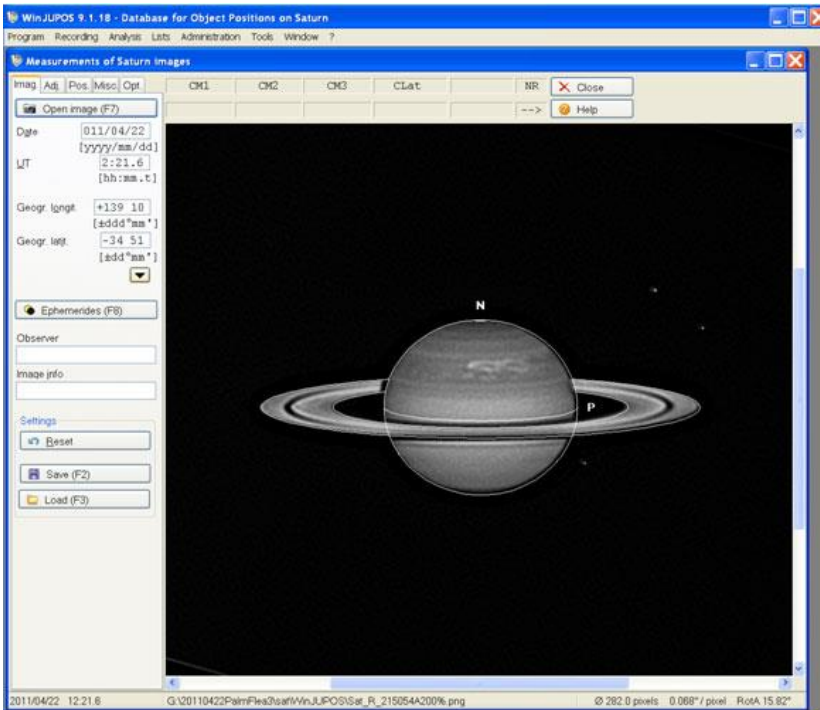 WinJUPOS 9.1.18 - Database for Object Positions on Saturn
Program Recording Analysis Lists Administration Tools Window ?
Measurements of Saturn images
Imag. Adj. Pos. Misc. Opt.
CM1 CM2 CM3 CLat NR Close
Open image (F7)
--> Help
Date 011/04/22
[yyyy/mm/dd]
UT 2:21.6
[hh:mm.t]
Geogr. longit. +139 10
[±ddd°mm']
Geogr. latit. -34 51
[±dd°mm']
Ephemerides (F8)
N
Observer
Image info
P
Settings
Reset
Save (F2)
Load (F3)
2011/04/22 12:21.6 G:\20110422PalmFlea3\sat\WinJUPOS\Sat_R_215054A200%.png Ø 282.0 pixels 0.068"/pixel RotA 15.82°